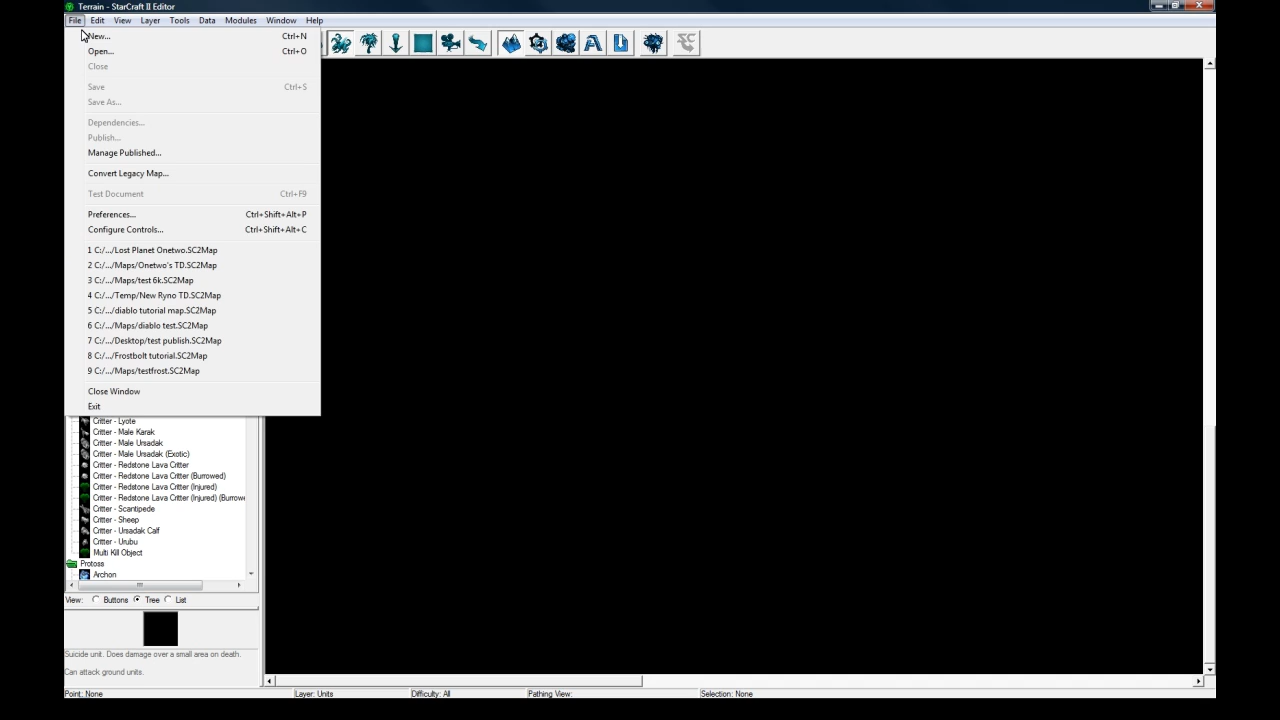 Terrain - StarCraft II Editor
File Edit View Layer Tools Data Modules Window Help
New... Ctrl+N
Open... Ctrl+O
Close
Save Ctrl+S
Save As...
Dependencies...
Publish...
Manage Published...
Convert Legacy Map...
Test Document Ctrl+F9
Preferences... Ctrl+Shift+Alt+P
Configure Controls... Ctrl+Shift+Alt+C
1 C:/.../Lost Planet Onetwo.SC2Map
2 C:/.../Maps/Onetwo's TD.SC2Map
3 C:/.../Maps/test 6k.SC2Map
4 C:/.../Temp/New Ryno TD.SC2Map
5 C:/.../diablo tutorial map.SC2Map
6 C:/.../Maps/diablo test.SC2Map
7 C:/.../Desktop/test publish.SC2Map
8 C:/.../Frostbolt tutorial.SC2Map
9 C:/.../Maps/testfrost.SC2Map
Close Window
Exit
Critter - Lyote
Critter - Male Karak
Critter - Male Ursadak
Critter - Male Ursadak (Exotic)
Critter - Redstone Lava Critter
Critter - Redstone Lava Critter (Burrowed)
Critter - Redstone Lava Critter (Injured)
Critter - Redstone Lava Critter (Injured) (Burrowe
Critter - Scantipede
Critter - Sheep
Critter - Ursadak Calf
Critter - Urubu
Multi Kill Object
Protoss
Archon
View: Buttons Tree List
Suicide unit. Does damage over a small area on death.
Can attack ground units.
Point: None Layer: Units Difficulty: All Pathing View: Selection: None